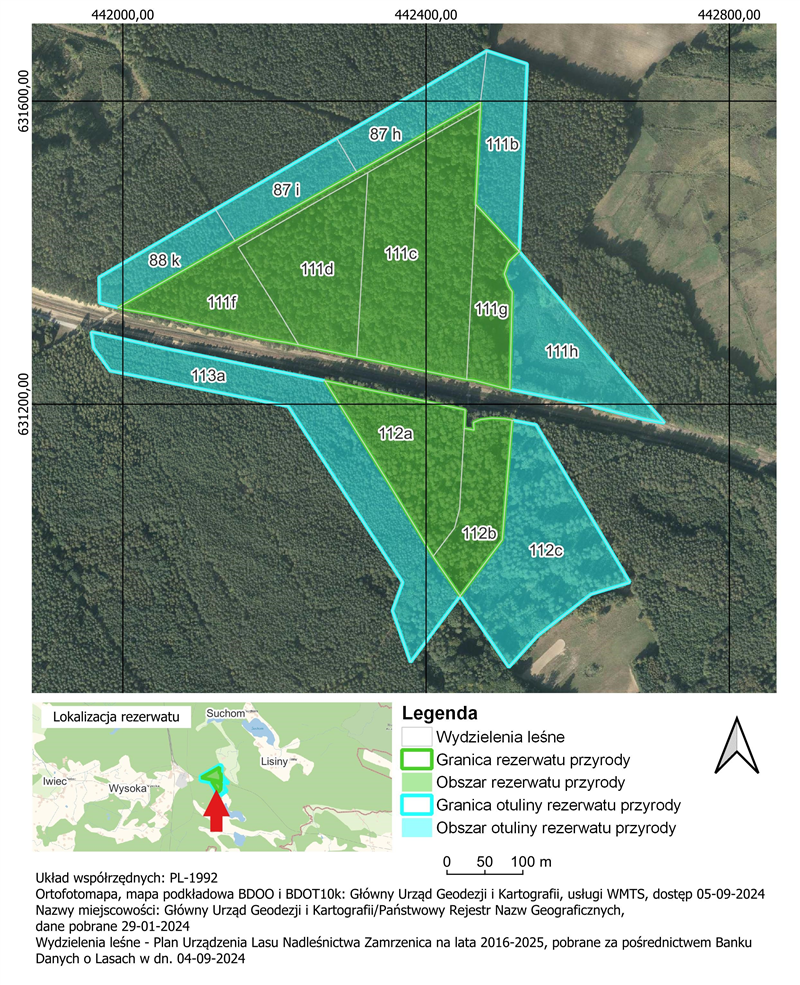 442000,00
442400,00
442800,00
631600,00
631200,00
87 h
111b
87 i
88 k
111c
111d
111f
111g
111h
113a
112a
112b
112c
Lokalizacja rezerwatu
Suchom
Lisiny
Iwiec
Wysoka
Legenda
Wydzielenia leśne
Granica rezerwatu przyrody
Obszar rezerwatu przyrody
Granica otuliny rezerwatu przyrody
Obszar otuliny rezerwatu przyrody
0 50 100 m
Układ współrzędnych: PL-1992
Ortofotomapa, mapa podkładowa BDOO i BDOT10k: Główny Urząd Geodezji i Kartografii, usługi WMTS, dostęp 05-09-2024
Nazwy miejscowości: Główny Urząd Geodezji i Kartografii/Państwowy Rejestr Nazw Geograficznych,
dane pobrane 29-01-2024
Wydzielenia leśne - Plan Urządzenia Lasu Nadleśnictwa Zamrzenica na lata 2016-2025, pobrane za pośrednictwem Banku
Danych o Lasach w dn. 04-09-2024